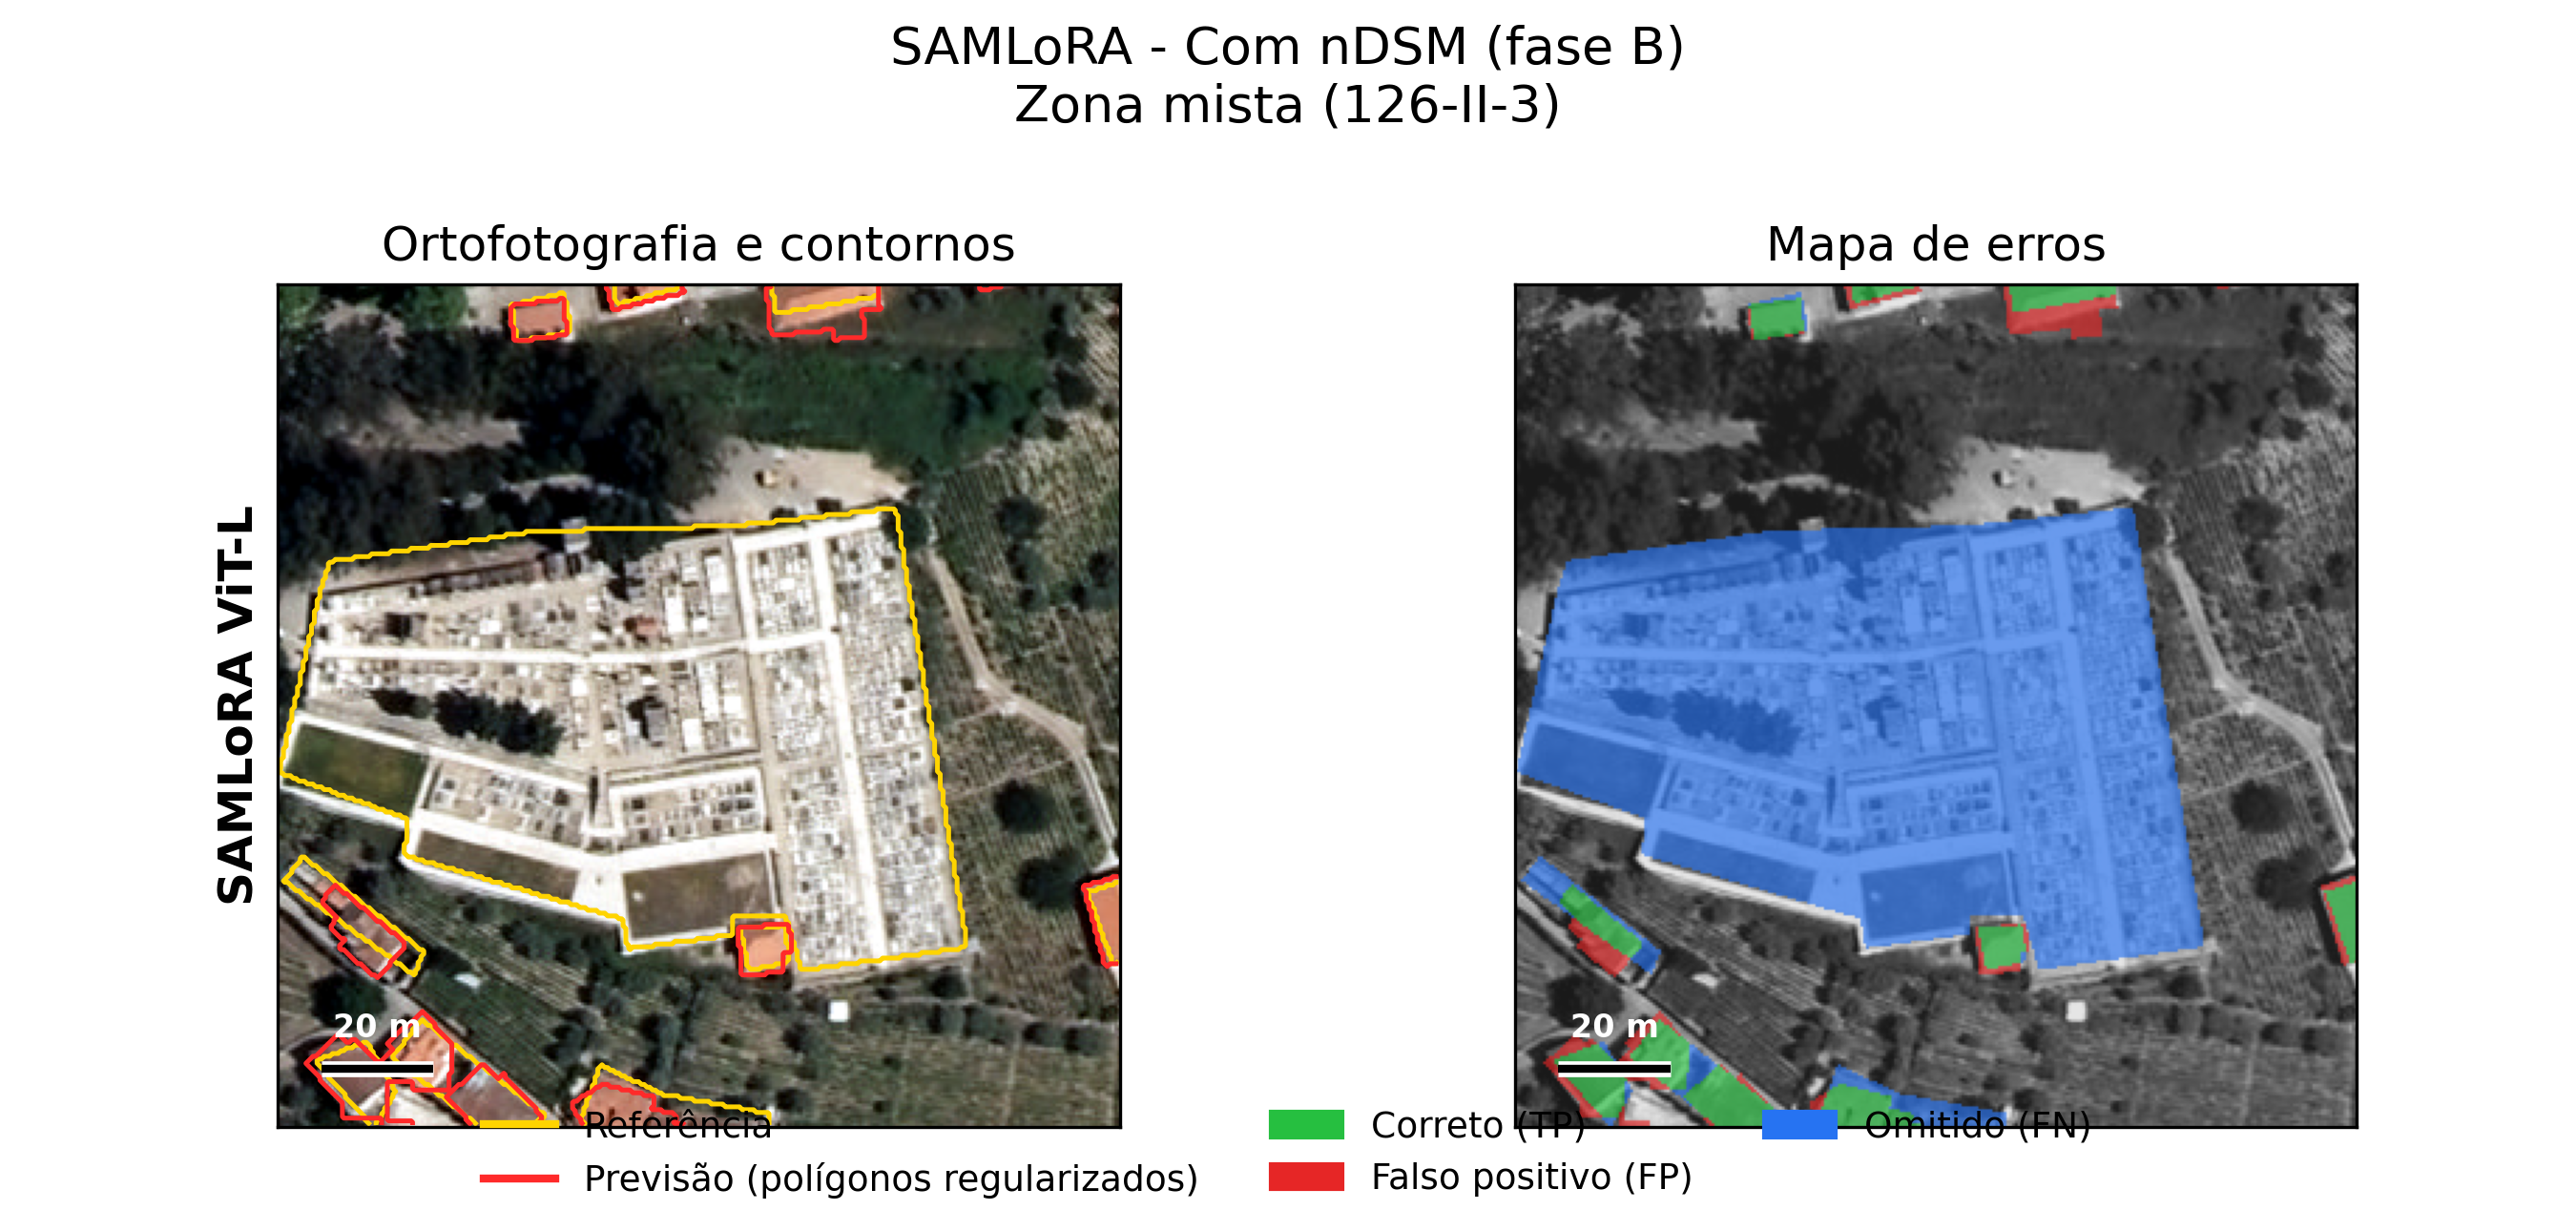 SAMLoRA - Com nDSM (fase B)
Zona mista (126-II-3)
Ortofotografia e contornos
Mapa de erros
SAMLoRA ViT-L
20 m
20 m
Referência
Previsão (polígonos regularizados)
Correto (TP)
Falso positivo (FP)
Omitido (FN)